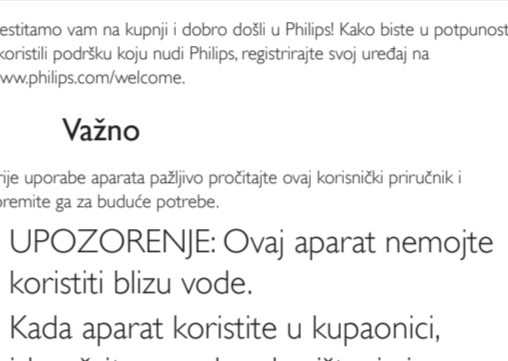 estitamo vam na kupnji i dobro došli u Philips! Kako biste u potpunost
koristili podršku koju nudi Philips, registrirajte svoj uređaj na
ww.philips.com/welcome.
Važno
rije uporabe aparata pažljivo pročitajte ovaj korisnički priručnik i
premite ga za buduće potrebe.
UPOZORENJE: Ovaj aparat nemojte
koristiti blizu vode.
Kada aparat koristite u kupaonici,